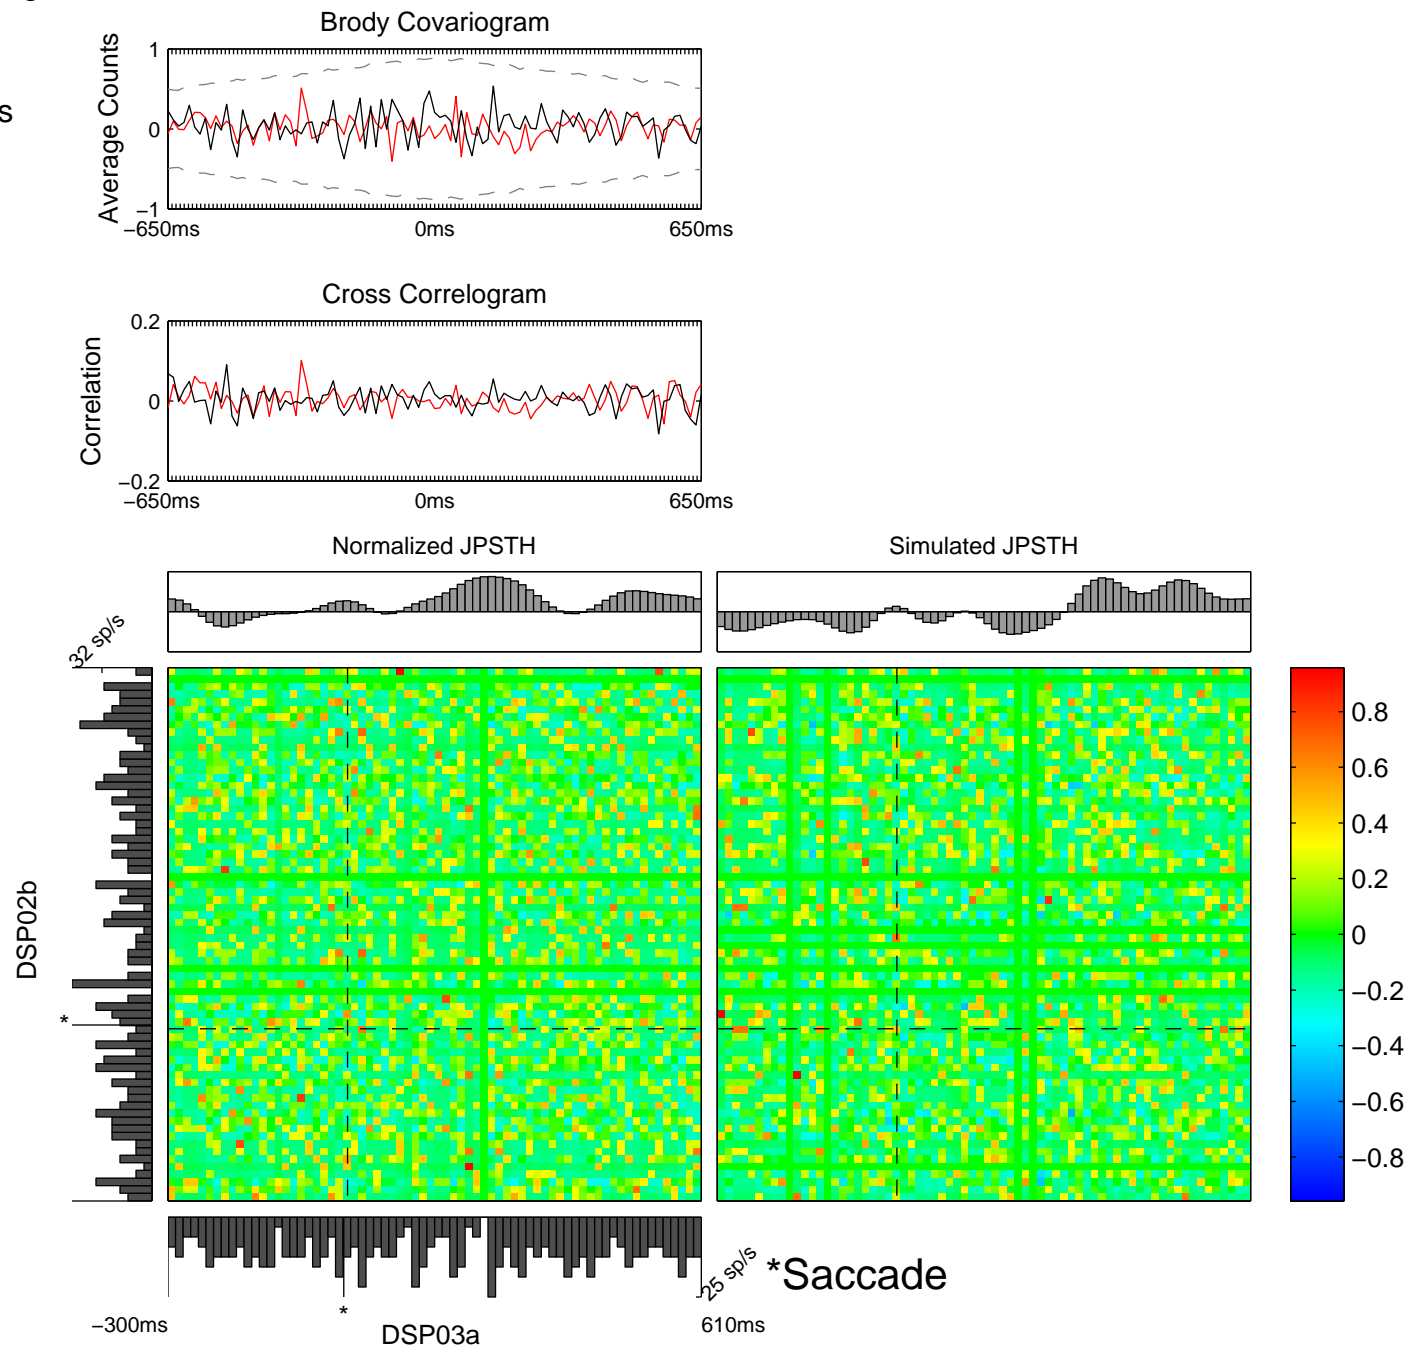 Brody Covariogram
Average Counts
1
0
−1
−650ms
0ms
650ms
s
Cross Correlogram
Correlation
0.2
0
−0.2
−650ms
0ms
650ms
Normalized JPSTH
Simulated JPSTH
32 sp/s
DSP02b
*
0.8
0.6
0.4
0.2
0
−0.2
−0.4
−0.6
−0.8
25 sp/s
*Saccade
*
−300ms
DSP03a
610ms